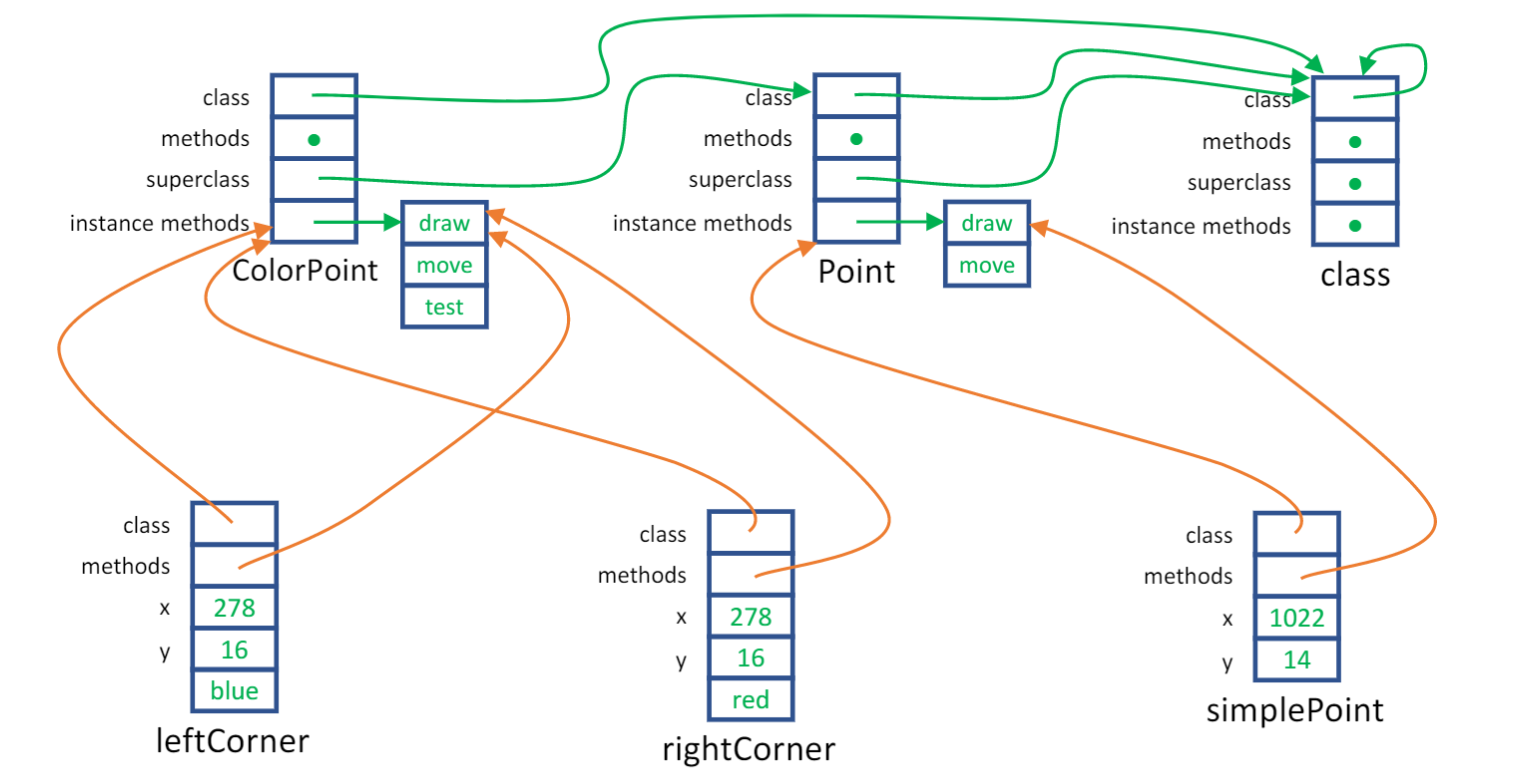 class
methods
superclass
instance methods
draw
move
test
ColorPoint
class
methods
superclass
instance methods
draw
move
Point
class
methods
superclass
instance methods
class
class
methods
x 278
y 16
blue
leftCorner
class
methods
x 278
y 16
red
rightCorner
class
methods
x 1022
y 14
simplePoint